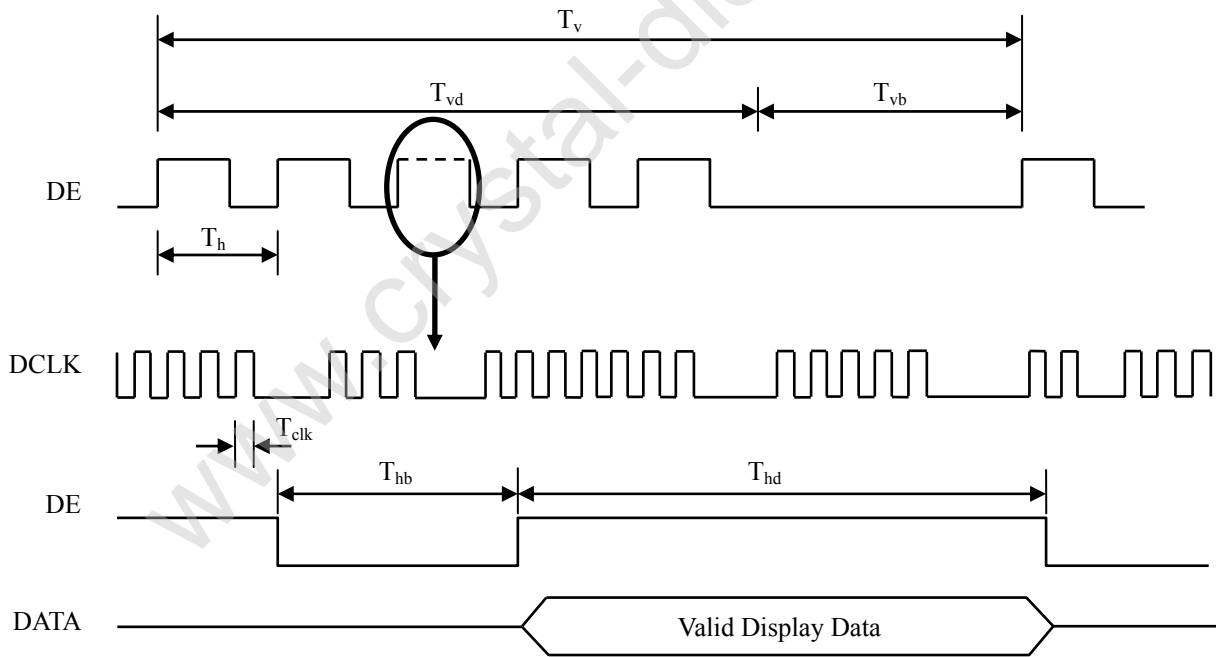 T_v
T_vd T_vb
DE
T_h
DCLK
T_clk
T_hb T_hd
DE
DATA
Valid Display Data